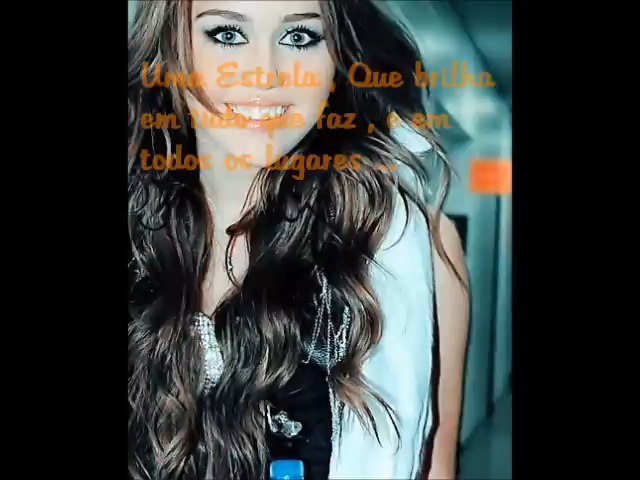 Uma Estrela , Que brilha
em tudo que faz , e em
todos os lugares ...